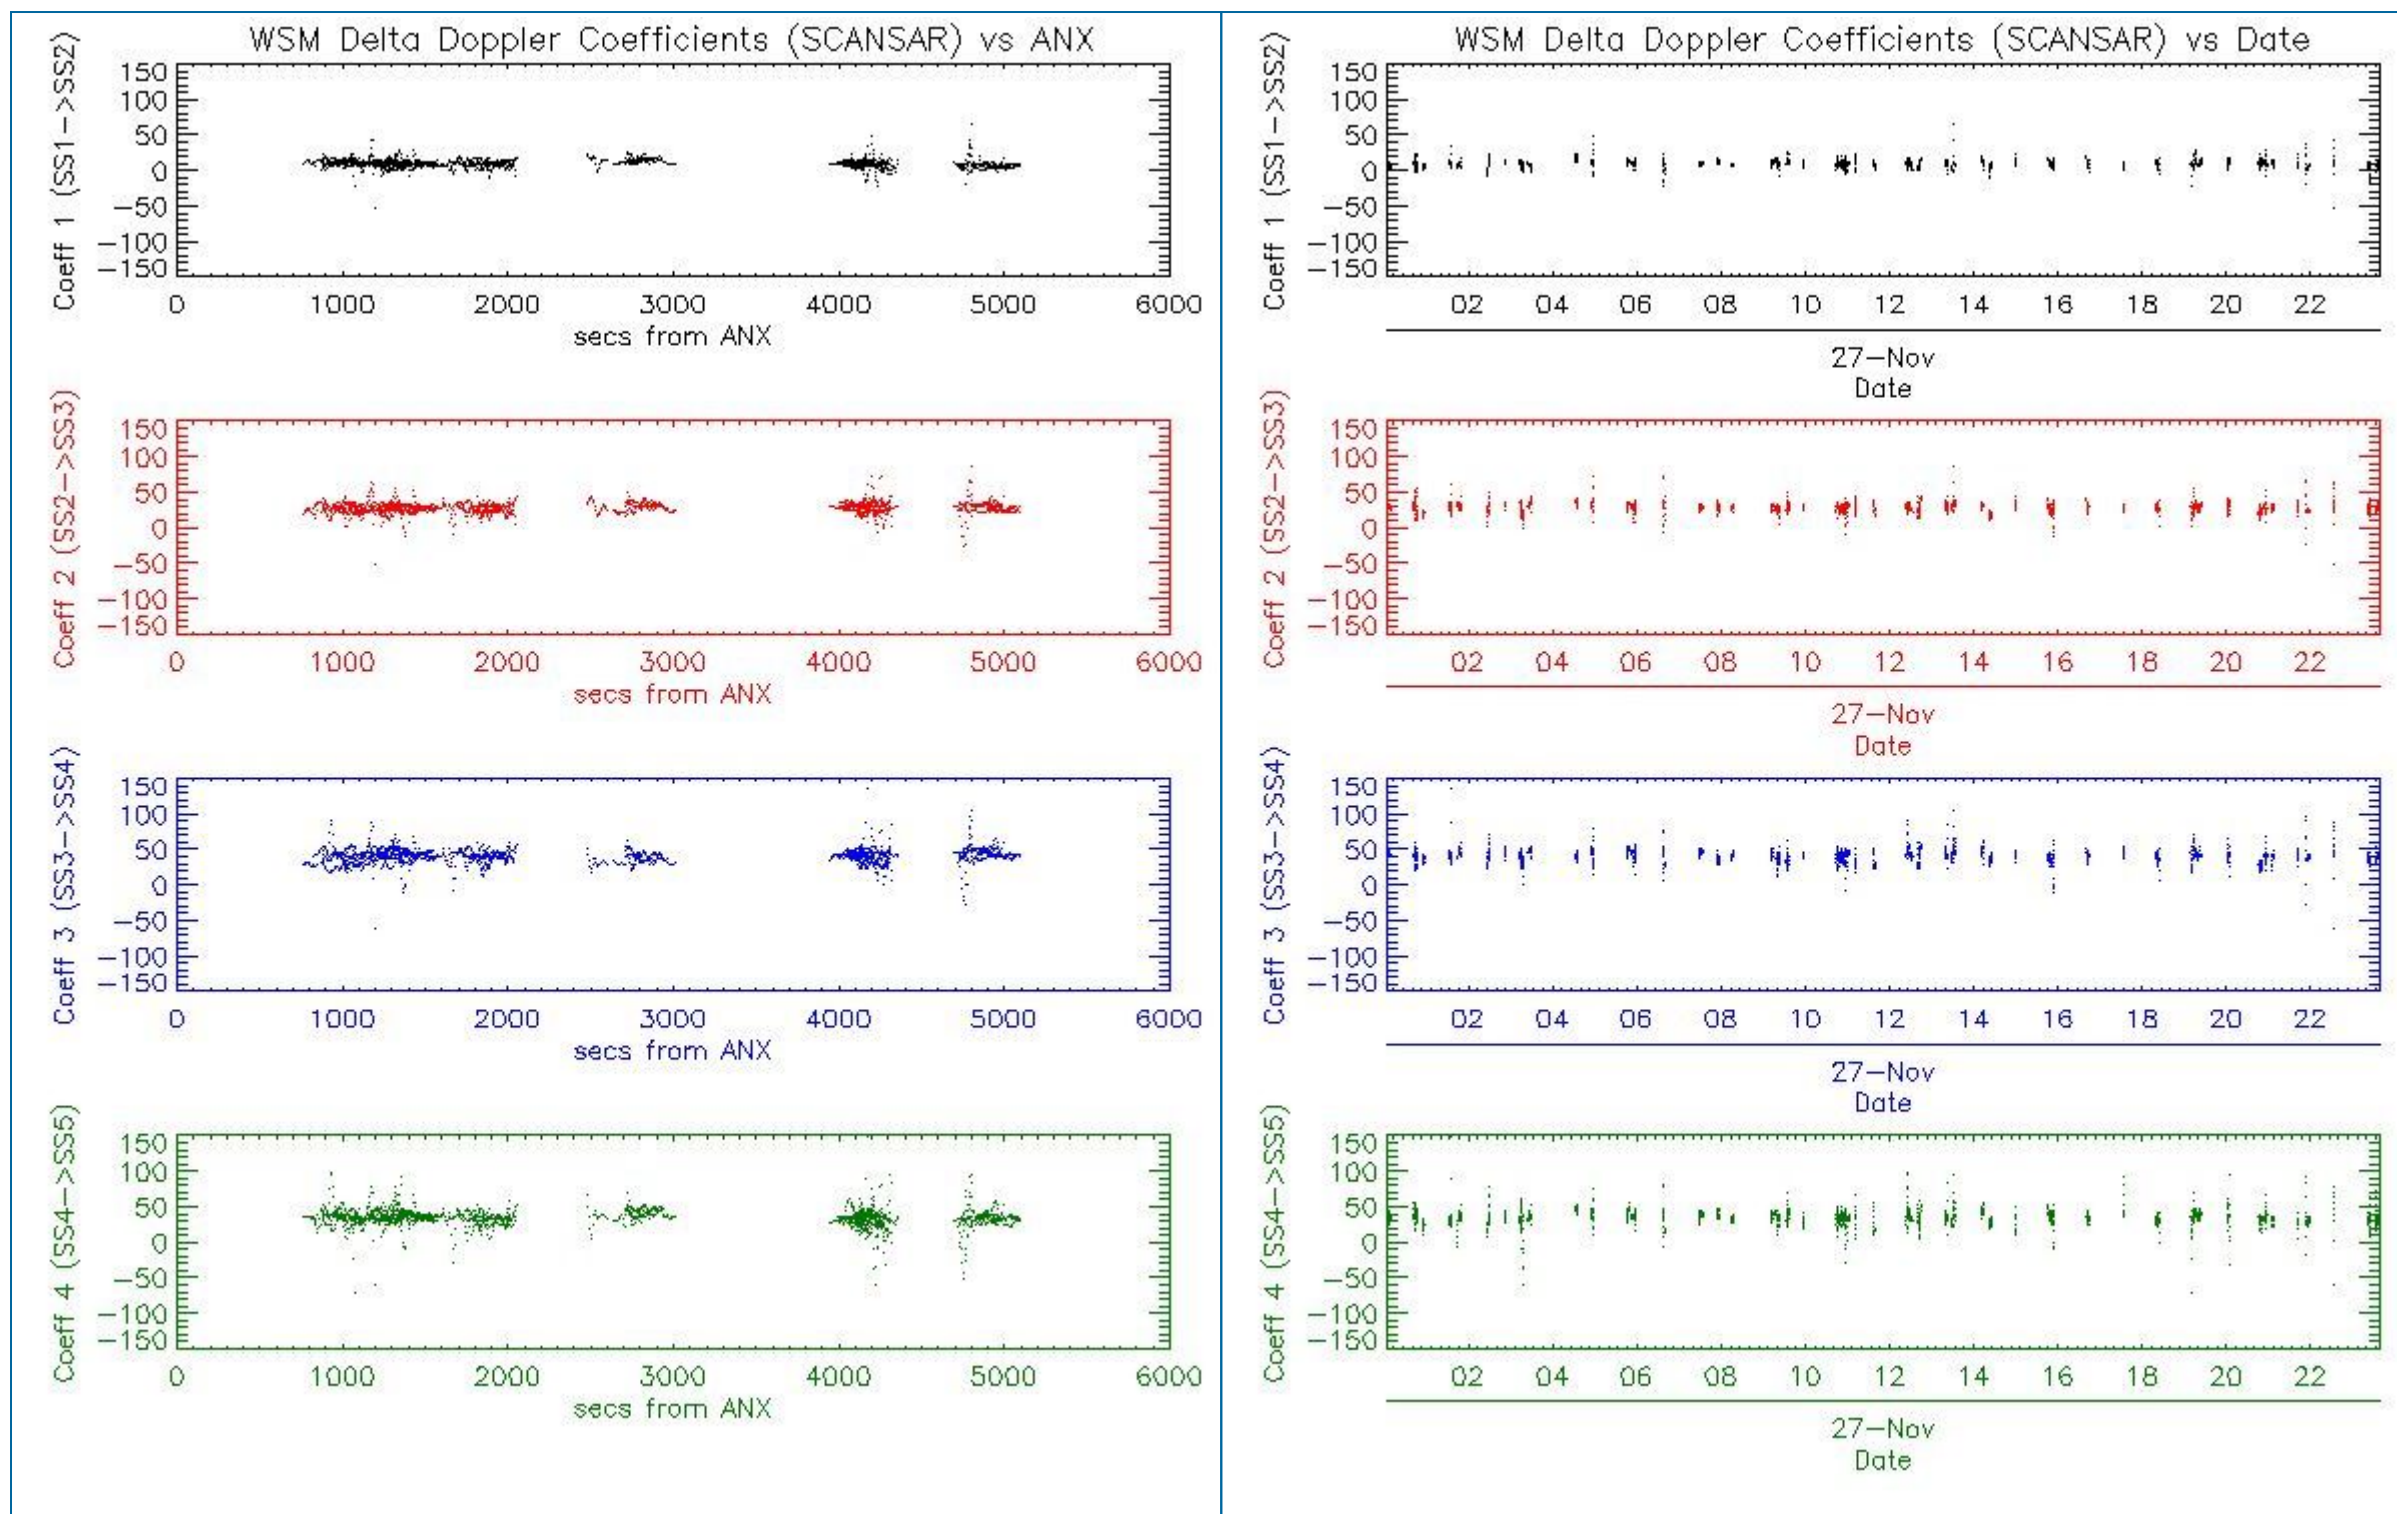 WSM Delta Doppler Coefficients (SCANSAR) vs ANX
Coeff 1 (SS1->SS2)
150
100
50
0
-50
-100
-150
0 1000 2000 3000 4000 5000 6000
secs from ANX
Coeff 2 (SS2->SS3)
150
100
50
0
-50
-100
-150
0 1000 2000 3000 4000 5000 6000
secs from ANX
Coeff 3 (SS3->SS4)
150
100
50
0
-50
-100
-150
0 1000 2000 3000 4000 5000 6000
secs from ANX
Coeff 4 (SS4->SS5)
150
100
50
0
-50
-100
-150
0 1000 2000 3000 4000 5000 6000
secs from ANX
WSM Delta Doppler Coefficients (SCANSAR) vs Date
Coeff 1 (SS1->SS2)
150
100
50
0
-50
-100
-150
02 04 06 08 10 12 14 16 18 20 22
27-Nov
Date
Coeff 2 (SS2->SS3)
150
100
50
0
-50
-100
-150
02 04 06 08 10 12 14 16 18 20 22
27-Nov
Date
Coeff 3 (SS3->SS4)
150
100
50
0
-50
-100
-150
02 04 06 08 10 12 14 16 18 20 22
27-Nov
Date
Coeff 4 (SS4->SS5)
150
100
50
0
-50
-100
-150
02 04 06 08 10 12 14 16 18 20 22
27-Nov
Date